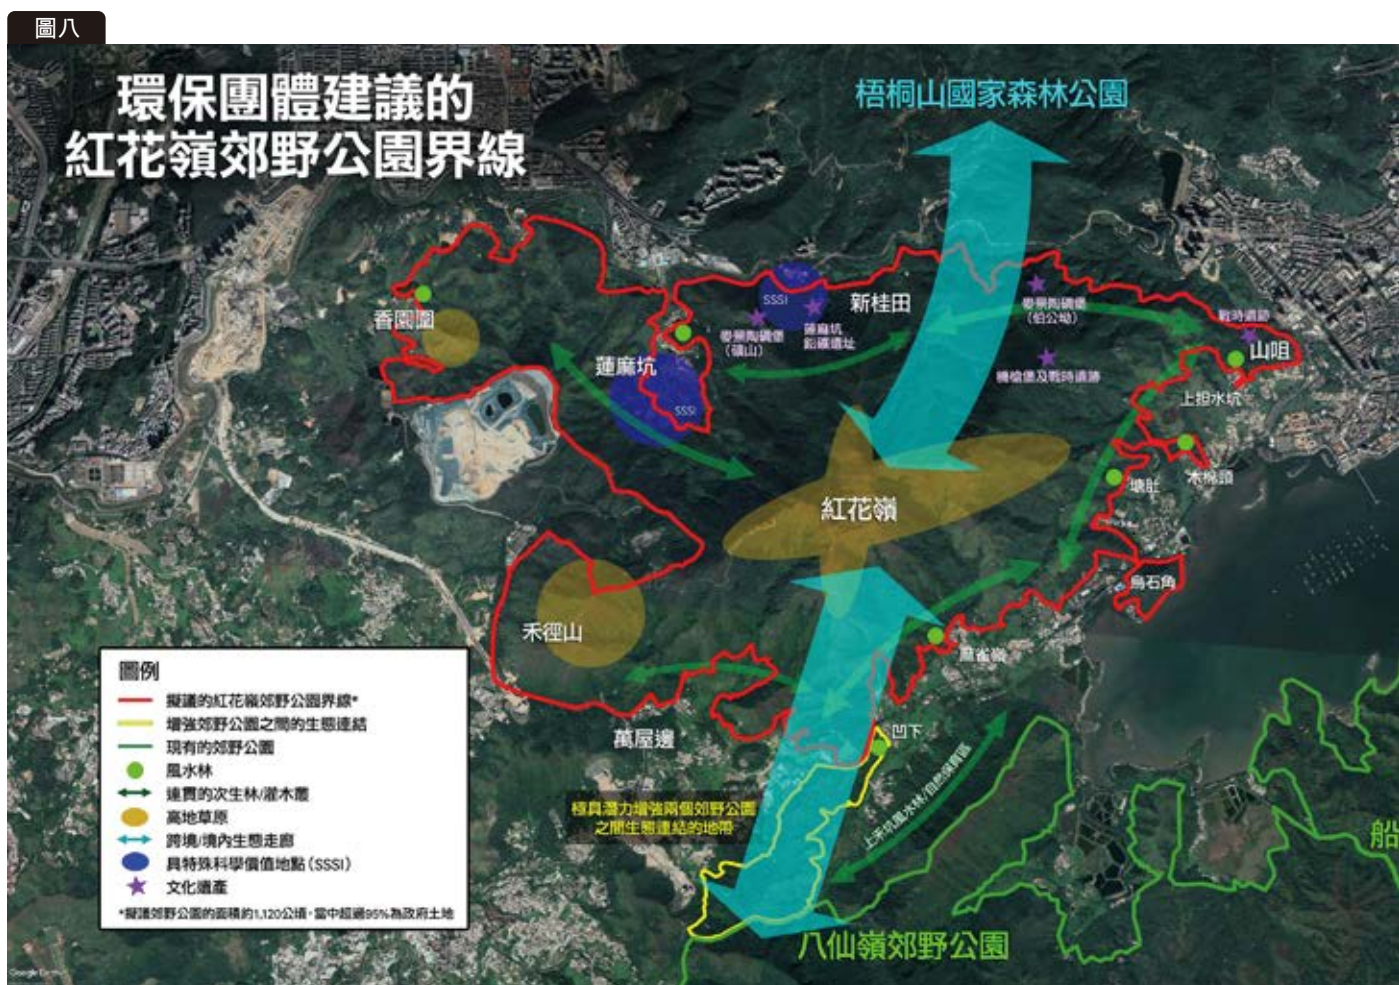 圖八
環保團體建議的
紅花嶺郊野公園界線
梧桐山國家森林公園
香園圍
蓮麻坑
SSSI
SSSI
麥景陶碉堡
（礦山）
蓮麻坑
鉛礦遺址
新桂田
麥景陶碉堡
（伯公坳）
機槍堡及戰時遺跡
戰時遺跡
山咀
上担水坑
木棉頭
塘肚
烏石角
紅花嶺
禾徑山
萬屋邊
麻雀嶺
凹下
極具潛力增強兩個郊野公園
之間生態連結的地帶
上禾坑風水林/自然保育區
八仙嶺郊野公園
船
圖例
擬議的紅花嶺郊野公園界線*
增強郊野公園之間的生態連結
現有的郊野公園
風水林
連貫的次生林/灌木叢
高地草原
跨境/境內生態走廊
具特殊科學價值地點（SSSI）
文化遺產
*擬議郊野公園的面積約1,120公頃，當中超過95%為政府土地
Google Earth